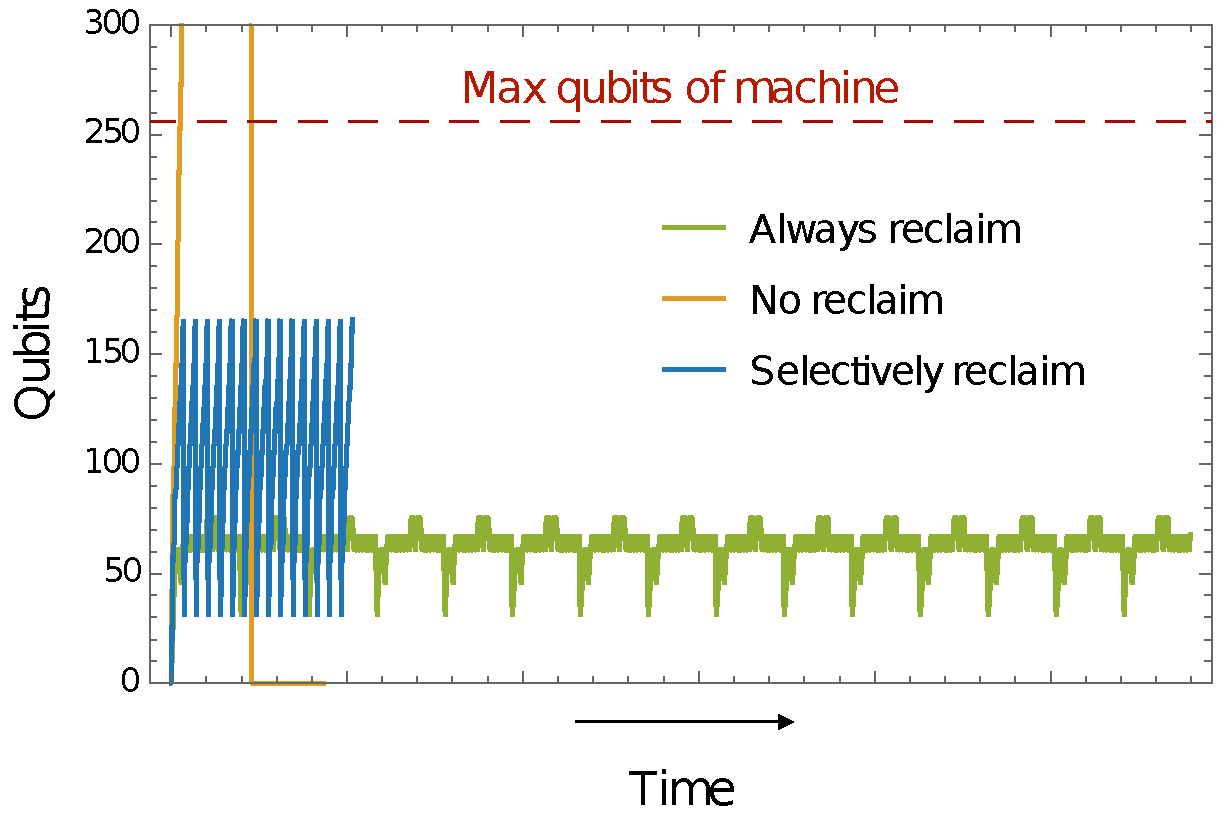 300
Max qubits of machine
250
200
Always reclaim
No reclaim
Qubits
150
Selectively reclaim
100
50
0
Time